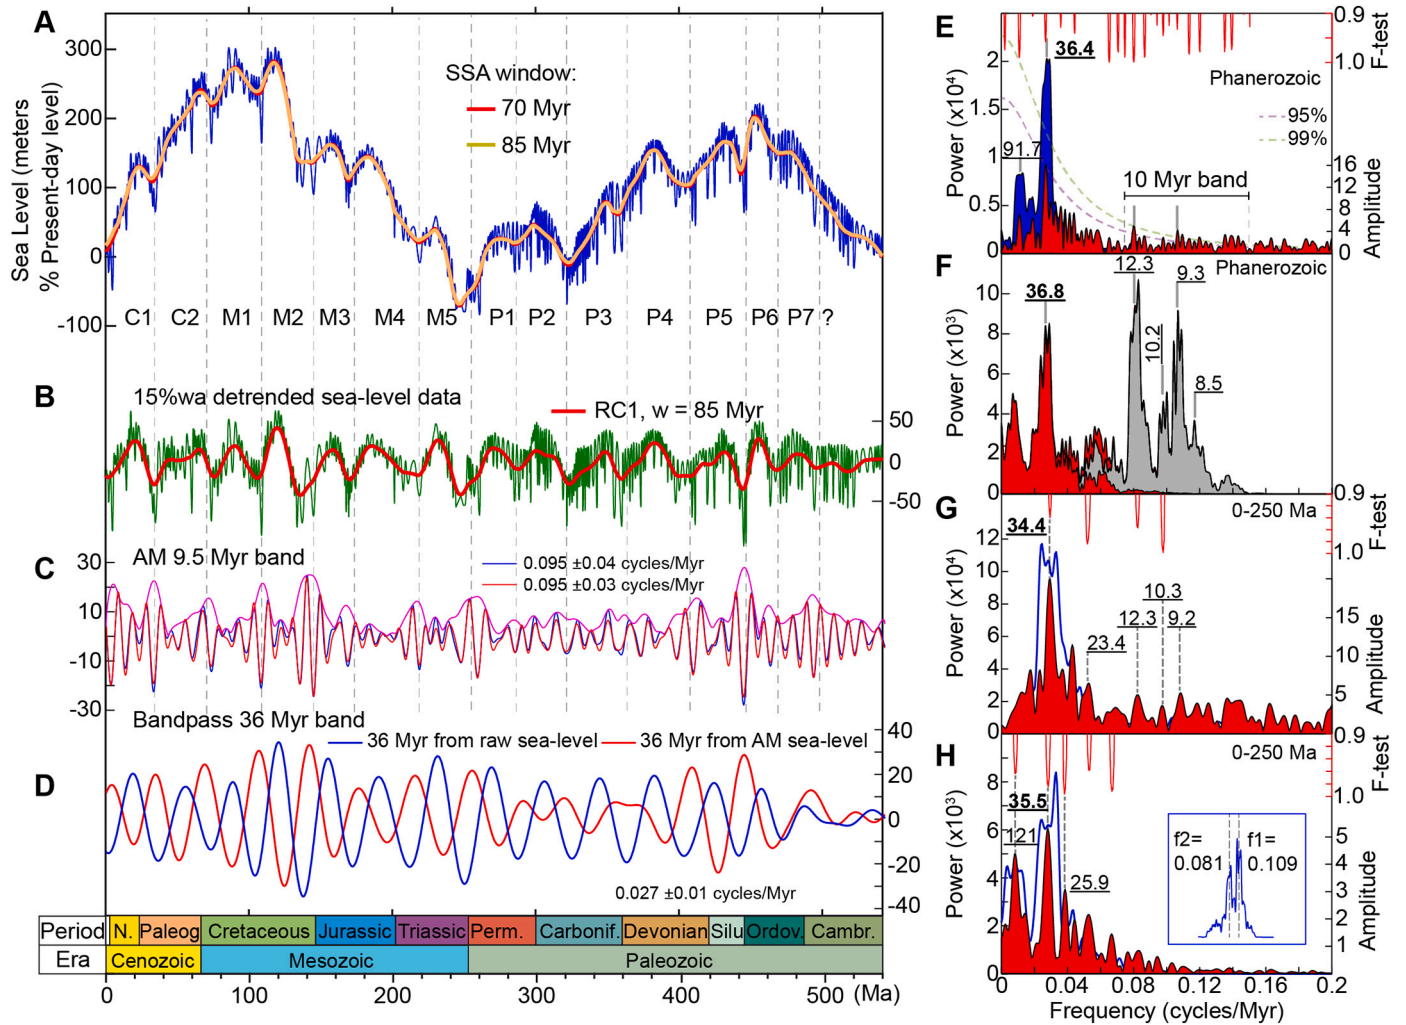 A
Sea Level (meters
% Present-day level)
300
200
100
0
-100
SSA window:
70 Myr
85 Myr
C1 C2 M1 M2 M3 M4 M5 P1 P2 P3 P4 P5 P6 P7 ?
B
15%wa detrended sea-level data
RC1, w = 85 Myr
50
0
-50
C
AM 9.5 Myr band
30
10
-10
-30
0.095 ±0.04 cycles/Myr
0.095 ±0.03 cycles/Myr
D
Bandpass 36 Myr band
36 Myr from raw sea-level
36 Myr from AM sea-level
40
20
0
-20
-40
0.027 ±0.01 cycles/Myr
Period N. Paleog Cretaceous Jurassic Triassic Perm. Carbonif. Devonian Silu Ordov. Cambr.
Era Cenozoic Mesozoic Paleozoic
0 100 200 300 400 500 (Ma)
E
Power (x10⁴)
2
1.5
1
0.5
0
36.4
91.7
Phanerozoic
95%
99%
10 Myr band
0.9
1.0
F-test
16
12
8
4
0
Amplitude
F
Power (x10³)
10
8
6
4
2
0
36.8
12.3
10.2
9.3
8.5
Phanerozoic
G
Power (x10⁴)
12
10
8
6
4
2
0
34.4
23.4
12.3
10.3
9.2
0-250 Ma
0.9
1.0
F-test
15
10
5
Amplitude
H
Power (x10³)
8
6
4
2
0
35.5
121
25.9
0-250 Ma
f2=
0.081
f1=
0.109
0.9
1.0
F-test
5
4
3
2
1
Amplitude
0 0.04 0.08 0.12 0.16 0.2
Frequency (cycles/Myr)